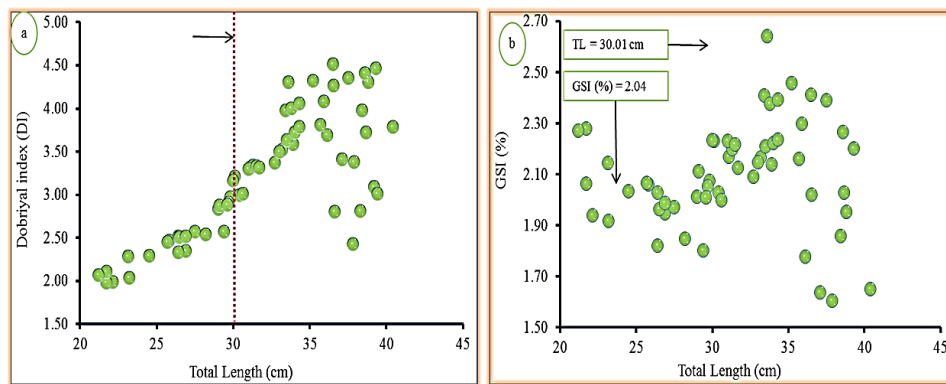 a
Dobriyal index (DI)
5.00
4.50
4.00
3.50
3.00
2.50
2.00
1.50
20 25 30 35 40 45
Total Length (cm)
b
GSI (%)
2.70
2.50
2.30
2.10
1.90
1.70
1.50
TL = 30.01 cm
GSI (%) = 2.04
20 25 30 35 40 45
Total Length (cm)